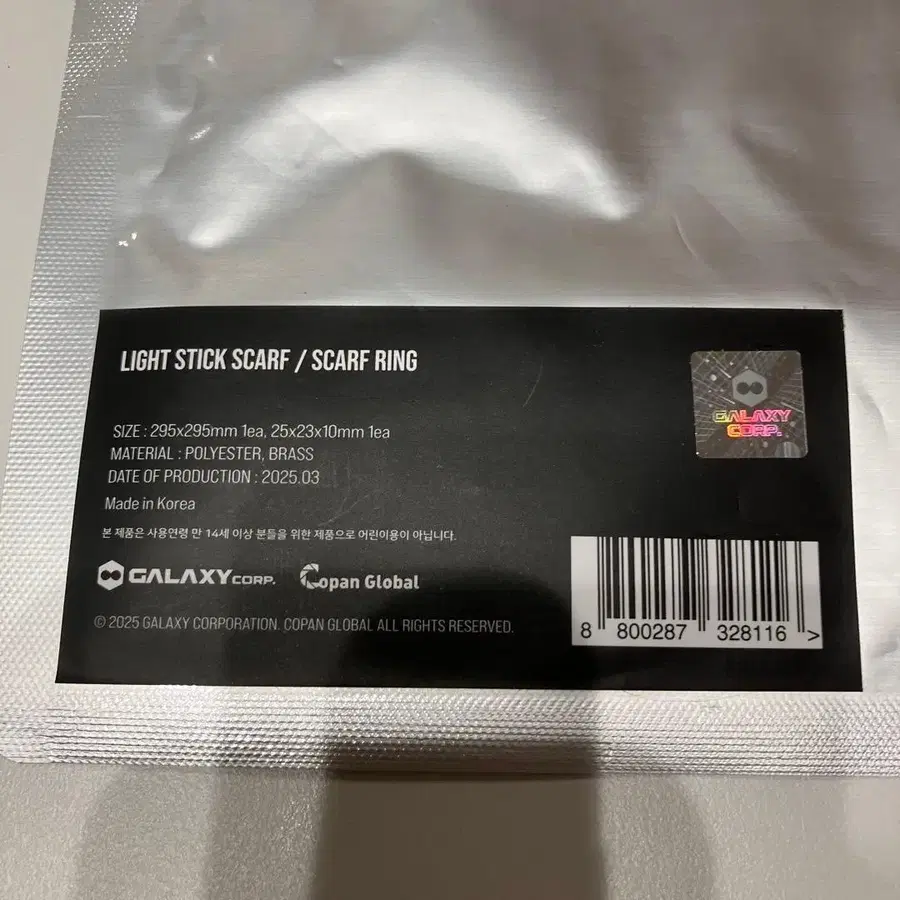 LIGHT STICK SCARF / SCARF RING
GALAXY
CORP.
SIZE : 295x295mm 1ea, 25x23x10mm 1ea
MATERIAL : POLYESTER, BRASS
DATE OF PRODUCTION : 2025.03
Made in Korea
본 제품은 사용연령 만 14세 이상 분들을 위한 제품으로 어린이용이 아닙니다.
GALAXY CORP. Copan Global
© 2025 GALAXY CORPORATION. COPAN GLOBAL ALL RIGHTS RESERVED.
8 800287 328116 >